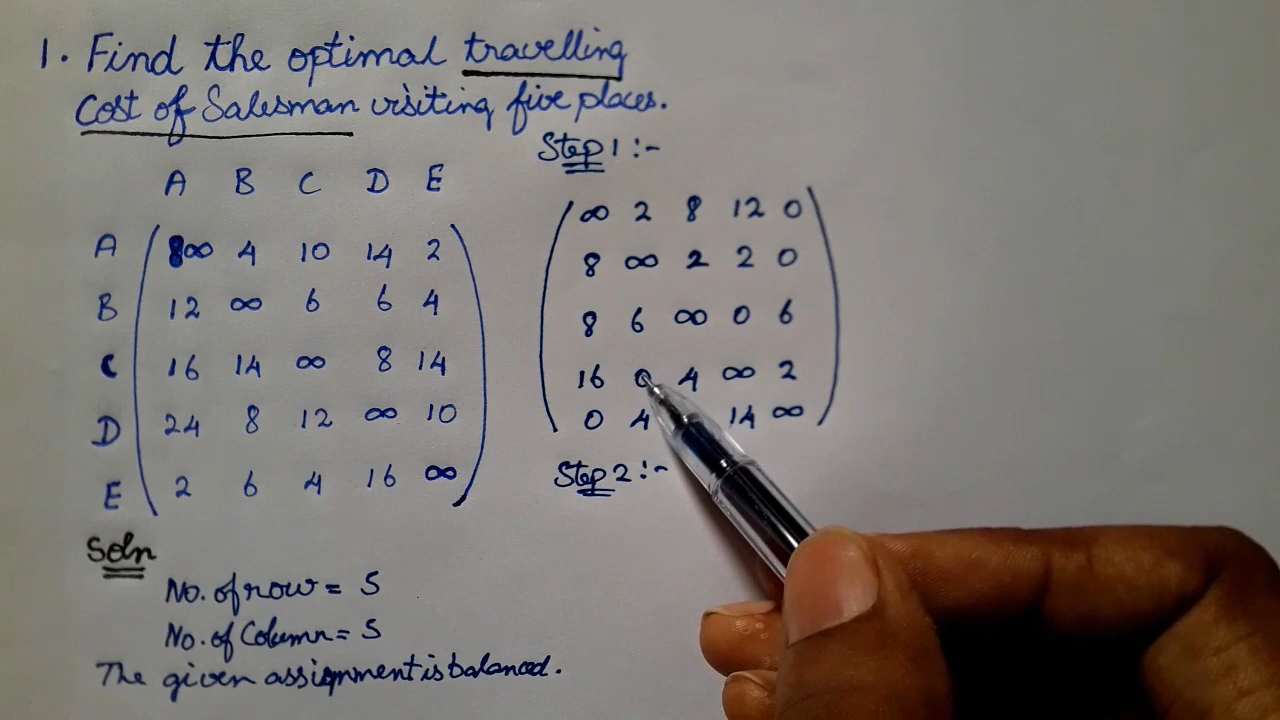 1. Find the optimal travelling
Cost of Salesman visiting five places.
A B C D E
A ∞ 4 10 14 2
B 12 ∞ 6 6 4
C 16 14 ∞ 8 14
D 24 8 12 ∞ 10
E 2 6 4 16 ∞
Soln
No. of row = 5
No. of Column = 5
The given assignment is balanced.
Step 1 :-
∞ 2 8 12 0
8 ∞ 2 2 0
8 6 ∞ 0 6
16 0 4 ∞ 2
0 4 14 ∞
Step 2 :-